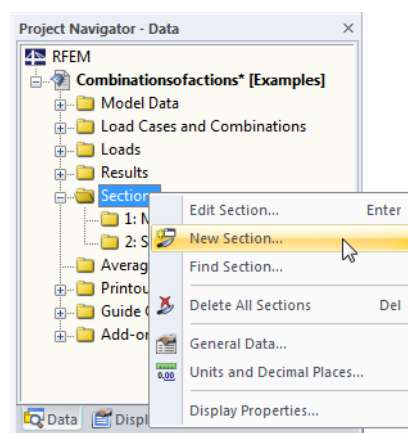 Project Navigator - Data
RFEM
Combinationsofactions* [Examples]
Model Data
Load Cases and Combinations
Loads
Results
Section
1: M
2: S
Averag
Printou
Guide
Add-or
Edit Section... Enter
New Section...
Find Section...
Delete All Sections Del
General Data...
0,00 Units and Decimal Places...
Display Properties...
Data Displ